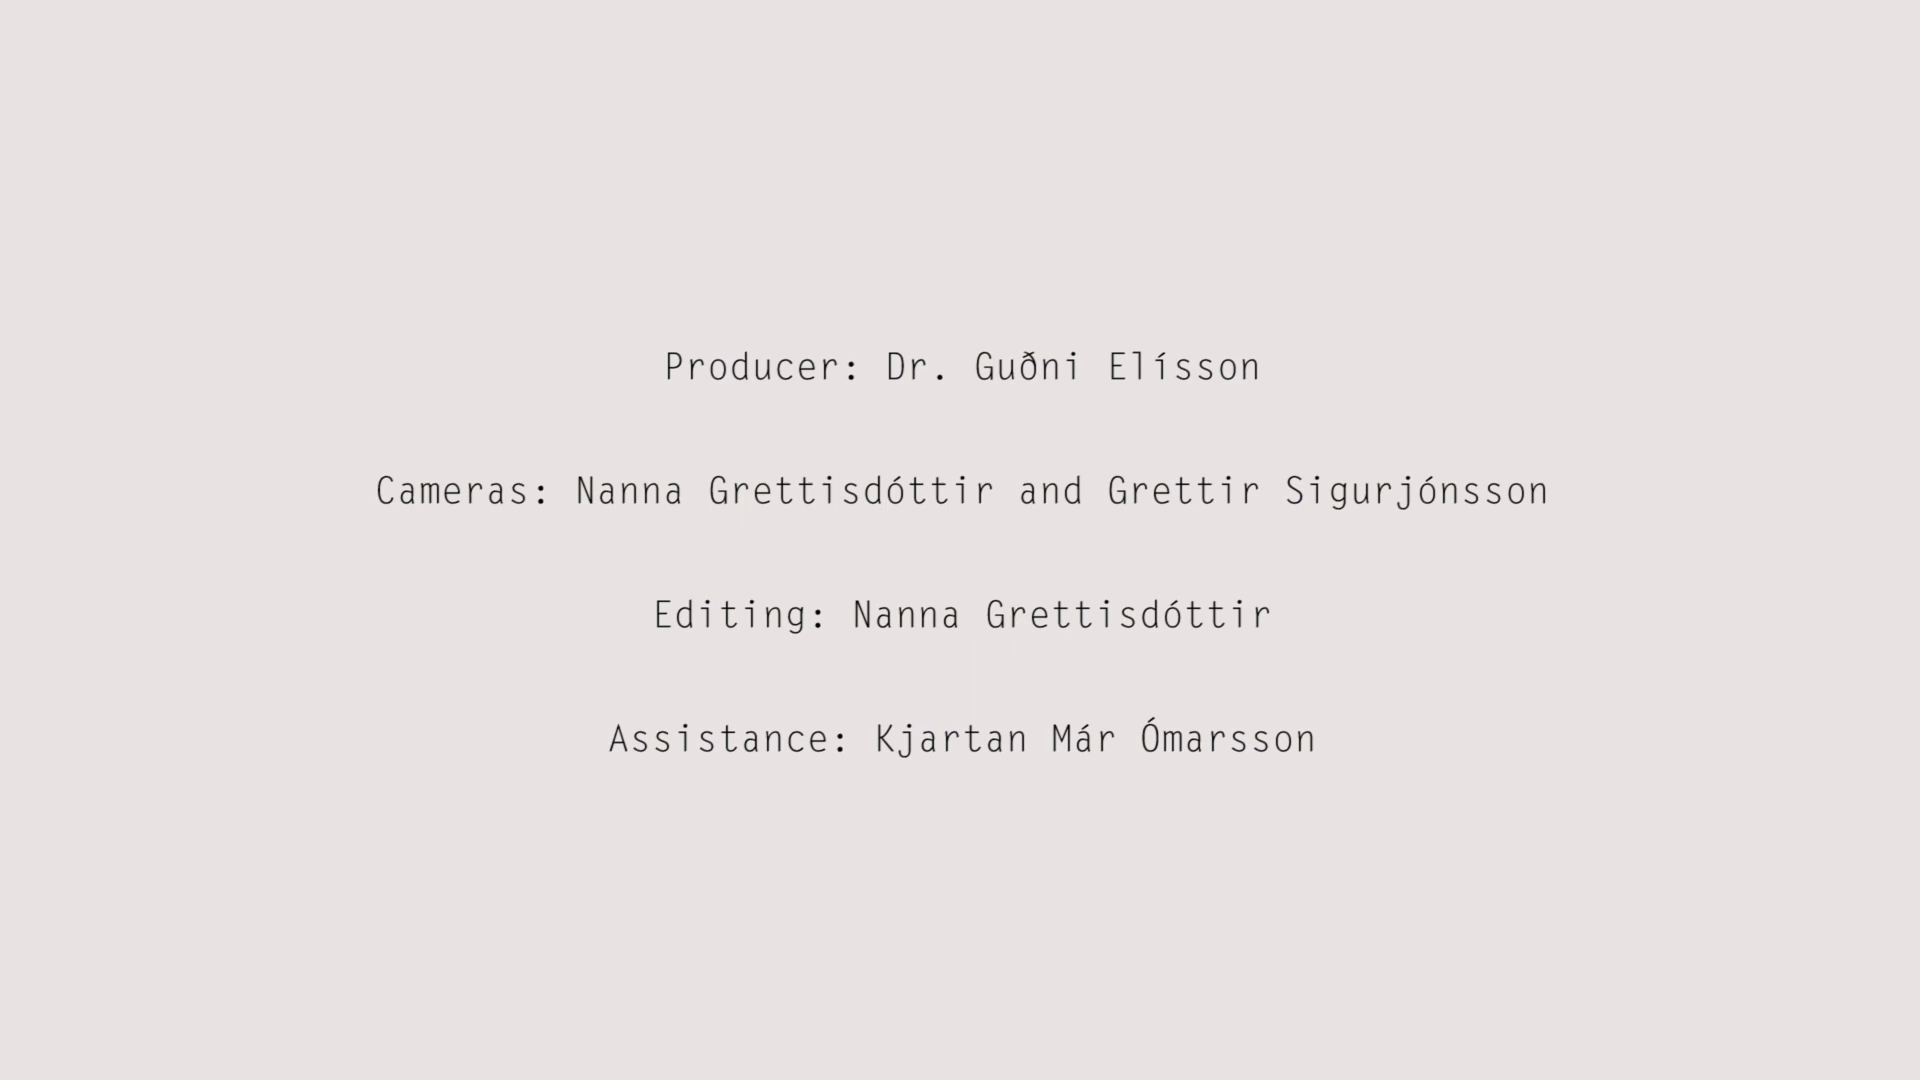 Producer: Dr. Guðni Elísson
Cameras: Nanna Grettisdóttir and Grettir Sigurjónsson
Editing: Nanna Grettisdóttir
Assistance: Kjartan Már Ómarsson